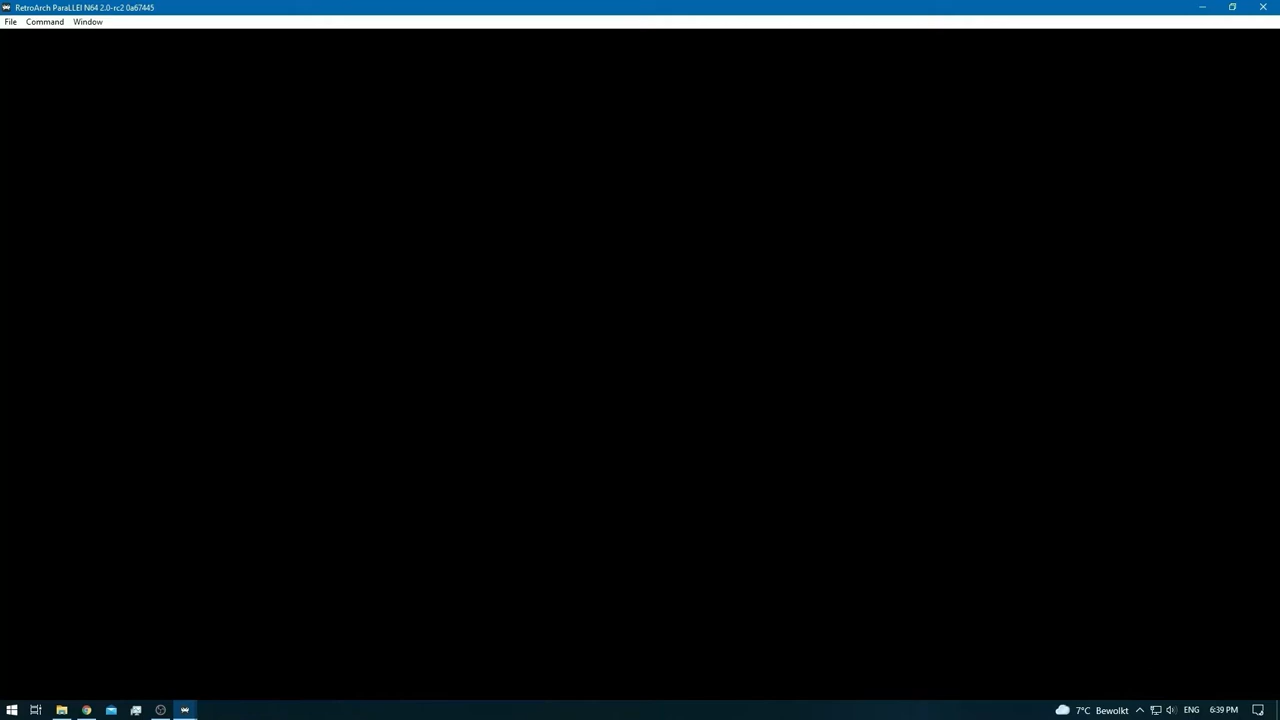 RetroArch ParaLLEl N64 2.0-rc2 0a67445
File Command Window
7°C Bewolkt ENG 6:39 PM